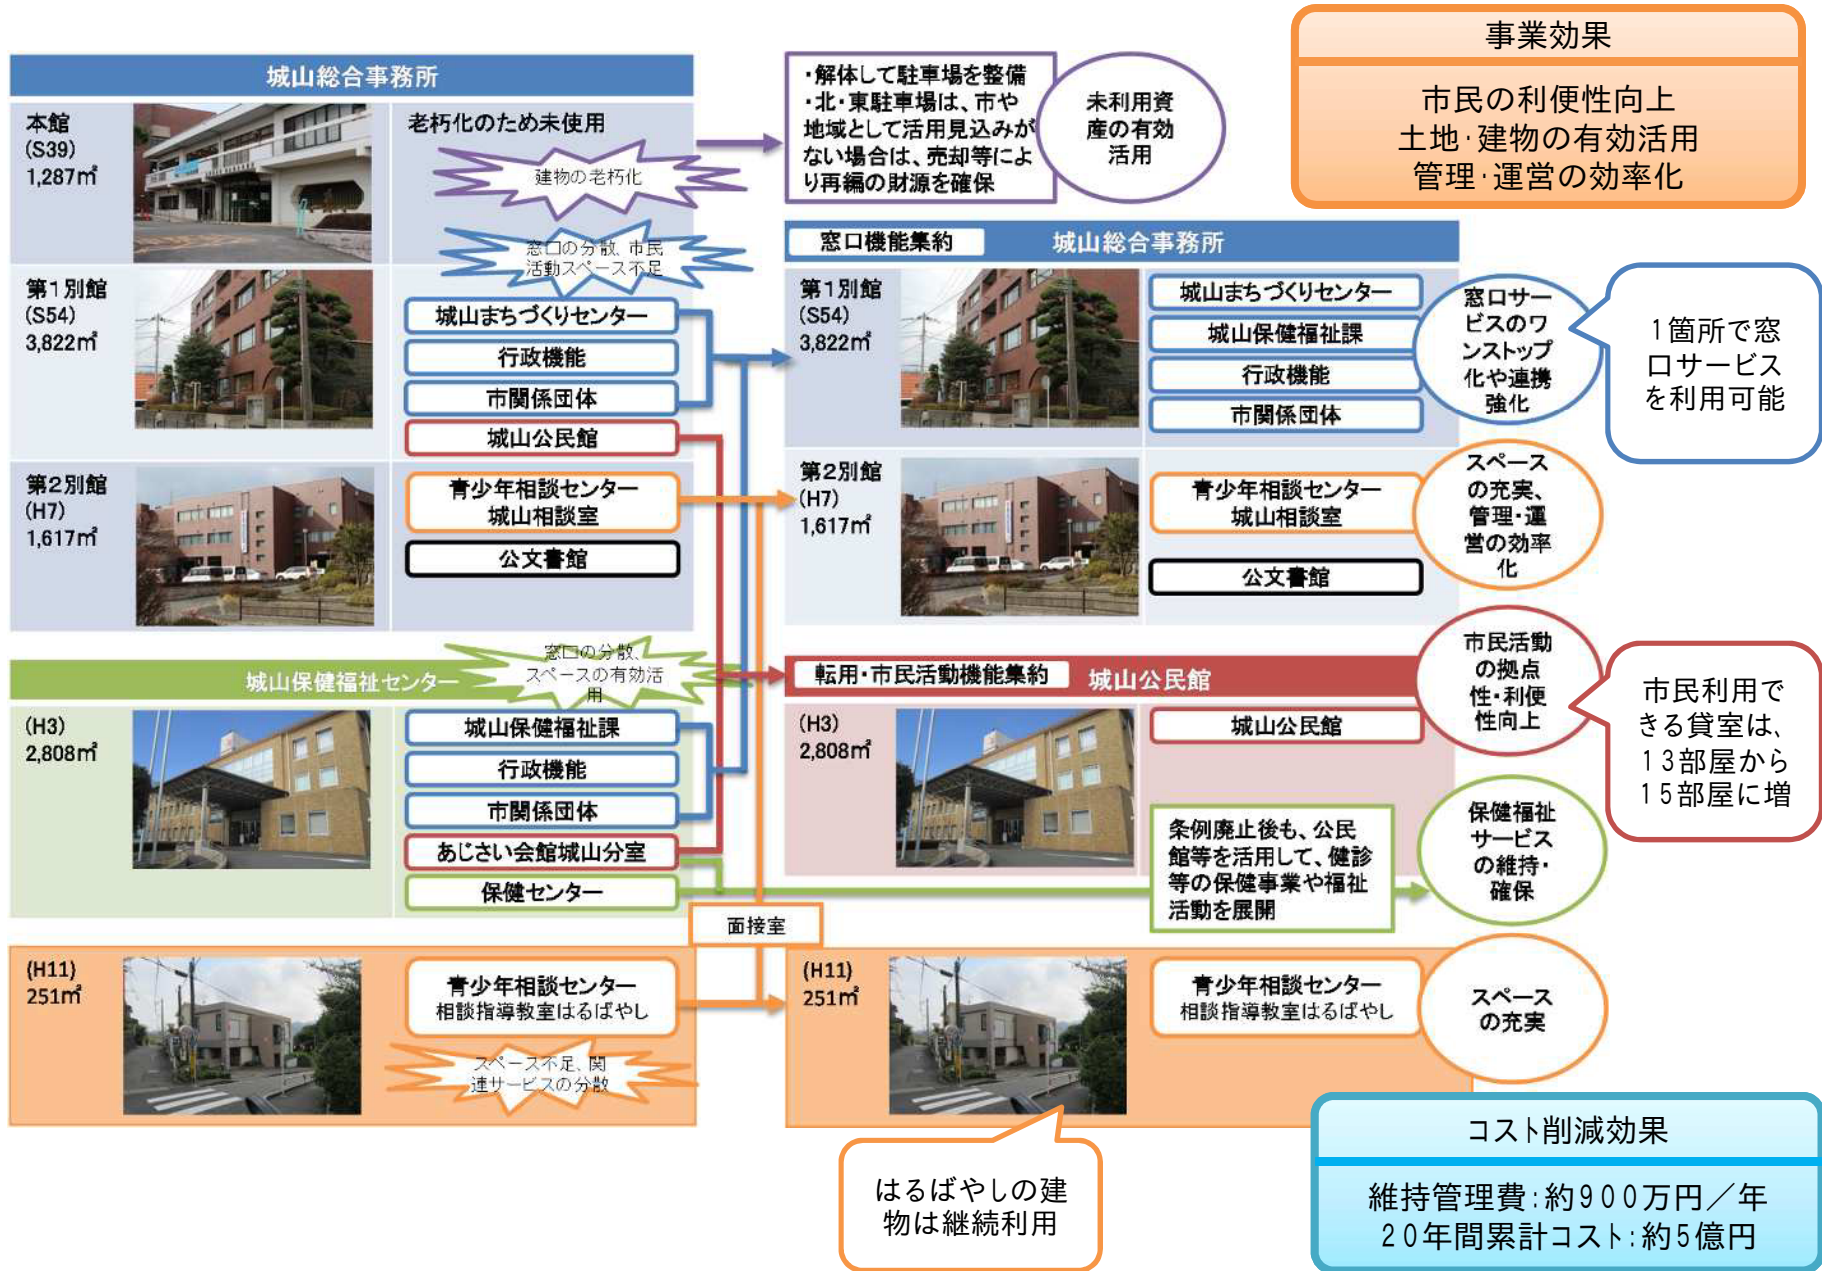 城山総合事務所
本館
(S39)
1,287㎡
老朽化のため未使用
建物の老朽化
・解体して駐車場を整備
・北・東駐車場は、市や
地域として活用見込みが
ない場合は、売却等によ
り再編の財源を確保
未利用資
産の有効
活用
事業効果
市民の利便性向上
土地・建物の有効活用
管理・運営の効率化
窓口の分散、市民
活動スペース不足
第1別館
(S54)
3,822㎡
城山まちづくりセンター
行政機能
市関係団体
城山公民館
第2別館
(H7)
1,617㎡
青少年相談センター
城山相談室
公文書館
窓口機能集約
城山総合事務所
第1別館
(S54)
3,822㎡
城山まちづくりセンター
城山保健福祉課
行政機能
市関係団体
窓口サー
ビスのワ
ンストップ
化や連携
強化
1箇所で窓
口サービス
を利用可能
第2別館
(H7)
1,617㎡
青少年相談センター
城山相談室
公文書館
スペース
の充実、
管理・運
営の効率
化
城山保健福祉センター
窓口の分散、
スペースの有効活
用
(H3)
2,808㎡
城山保健福祉課
行政機能
市関係団体
あじさい会館城山分室
保健センター
転用・市民活動機能集約
城山公民館
(H3)
2,808㎡
城山公民館
市民活動
の拠点
性・利便
性向上
市民利用で
きる貸室は、
13部屋から
15部屋に増
条例廃止後も、公民
館等を活用して、健診
等の保健事業や福祉
活動を展開
保健福祉
サービス
の維持・
確保
面接室
(H11)
251㎡
青少年相談センター
相談指導教室はるばやし
スペース不足、関
連サービスの分散
(H11)
251㎡
青少年相談センター
相談指導教室はるばやし
スペース
の充実
はるばやしの建
物は継続利用
コスト削減効果
維持管理費:約900万円／年
20年間累計コスト:約5億円